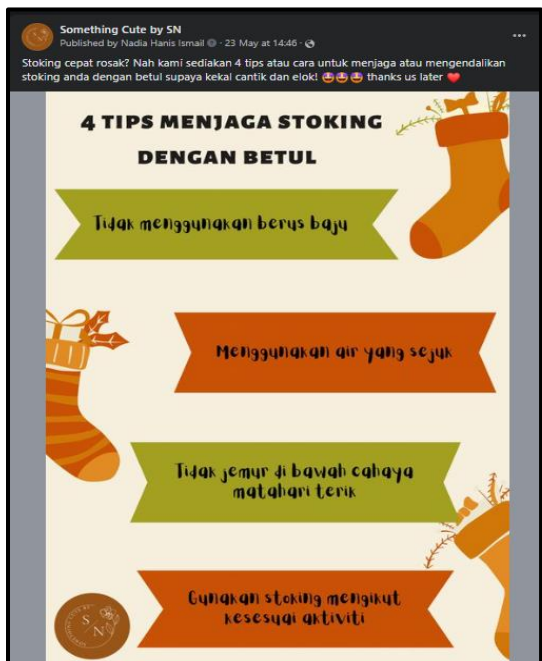 Something Cute by SN
Published by Nadia Hanis Ismail · 23 May at 14:46 ·
Stoking cepat rosak? Nah kami sediakan 4 tips atau cara untuk menjaga atau mengendalikan
stoking anda dengan betul supaya kekal cantik dan elok! 🤩🤩🤩 thanks us later ❤️
4 TIPS MENJAGA STOKING
DENGAN BETUL
Tidak menggunakan berus baju
Menggunakan air yang sejuk
Tidak jemur di bawah cahaya
matahari terik
Gunakan stoking mengikut
kesesuai aktiviti
S
N